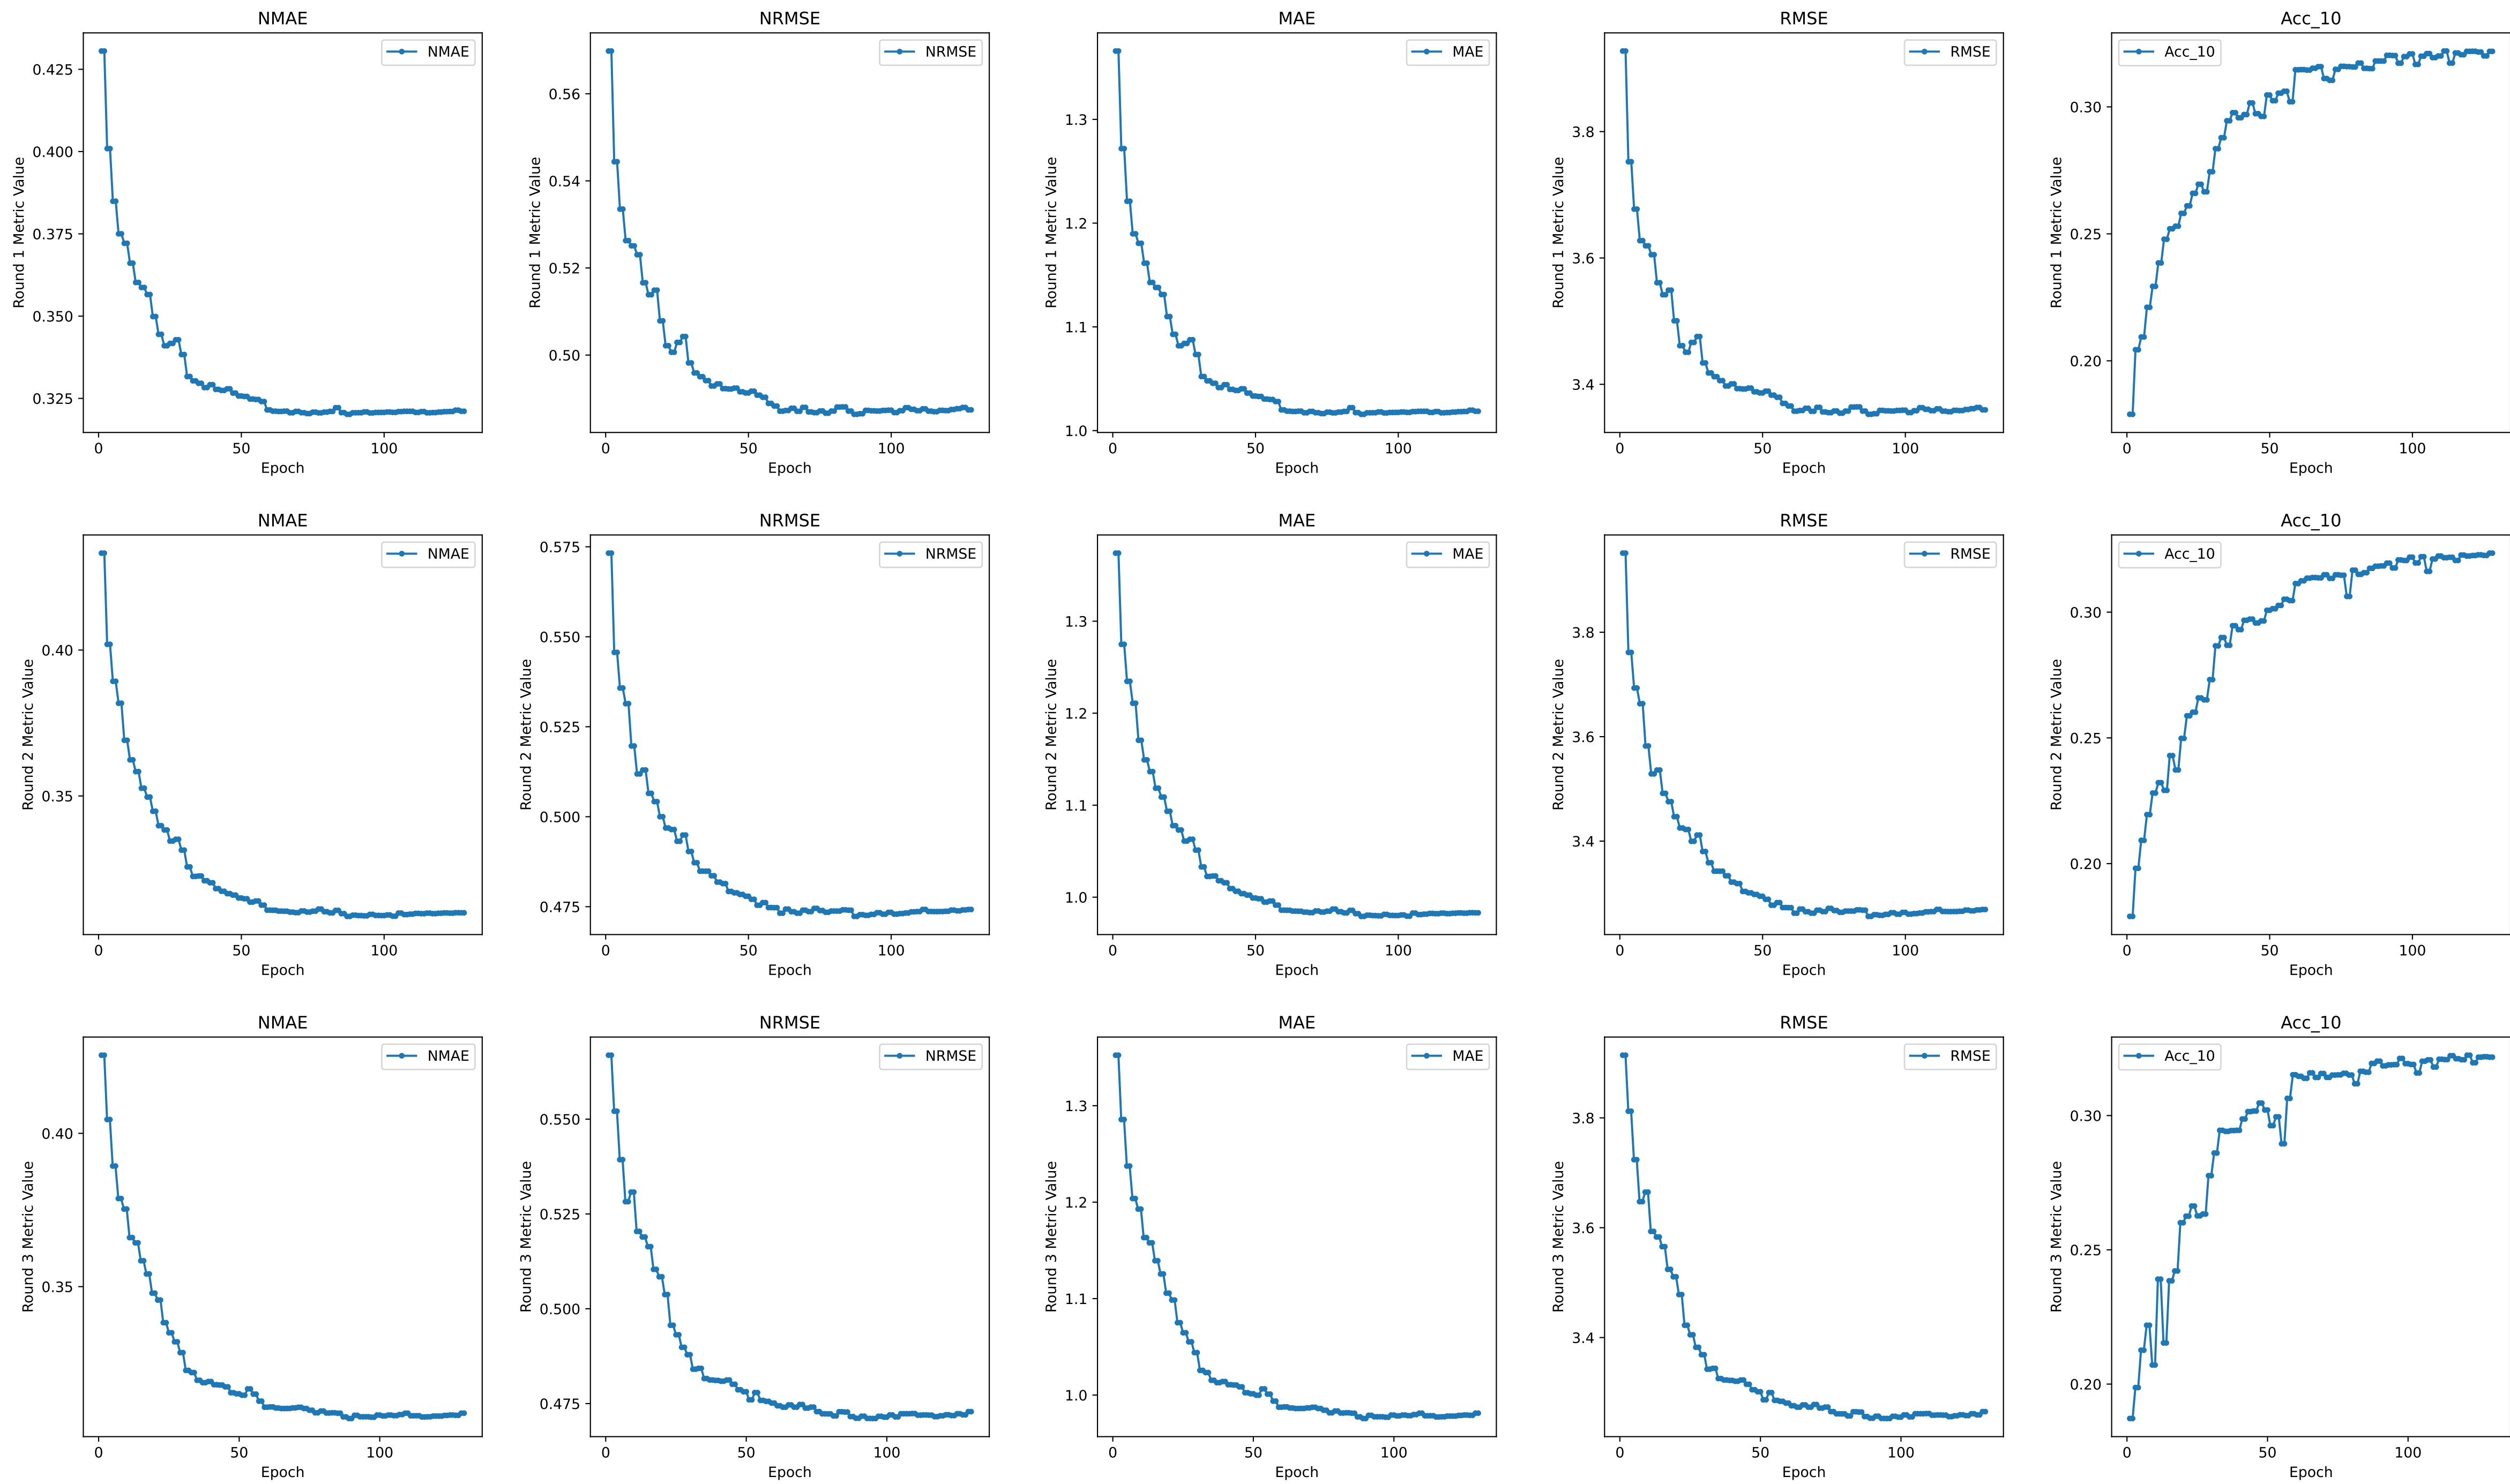 NMAE
NRMSE
MAE
RMSE
Acc_10
Round 1 Metric Value
0.425
0.400
0.375
0.350
0.325
NMAE
0
50
100
Epoch
Round 1 Metric Value
0.56
0.54
0.52
0.50
NRMSE
0
50
100
Epoch
Round 1 Metric Value
1.3
1.2
1.1
1.0
MAE
0
50
100
Epoch
Round 1 Metric Value
3.8
3.6
3.4
RMSE
0
50
100
Epoch
Round 1 Metric Value
0.30
0.25
0.20
Acc_10
0
50
100
Epoch
NMAE
NRMSE
MAE
RMSE
Acc_10
Round 2 Metric Value
0.40
0.35
NMAE
0
50
100
Epoch
Round 2 Metric Value
0.575
0.550
0.525
0.500
0.475
NRMSE
0
50
100
Epoch
Round 2 Metric Value
1.3
1.2
1.1
1.0
MAE
0
50
100
Epoch
Round 2 Metric Value
3.8
3.6
3.4
RMSE
0
50
100
Epoch
Round 2 Metric Value
0.30
0.25
0.20
Acc_10
0
50
100
Epoch
NMAE
NRMSE
MAE
RMSE
Acc_10
Round 3 Metric Value
0.40
0.35
NMAE
0
50
100
Epoch
Round 3 Metric Value
0.550
0.525
0.500
0.475
NRMSE
0
50
100
Epoch
Round 3 Metric Value
1.3
1.2
1.1
1.0
MAE
0
50
100
Epoch
Round 3 Metric Value
3.8
3.6
3.4
RMSE
0
50
100
Epoch
Round 3 Metric Value
0.30
0.25
0.20
Acc_10
0
50
100
Epoch